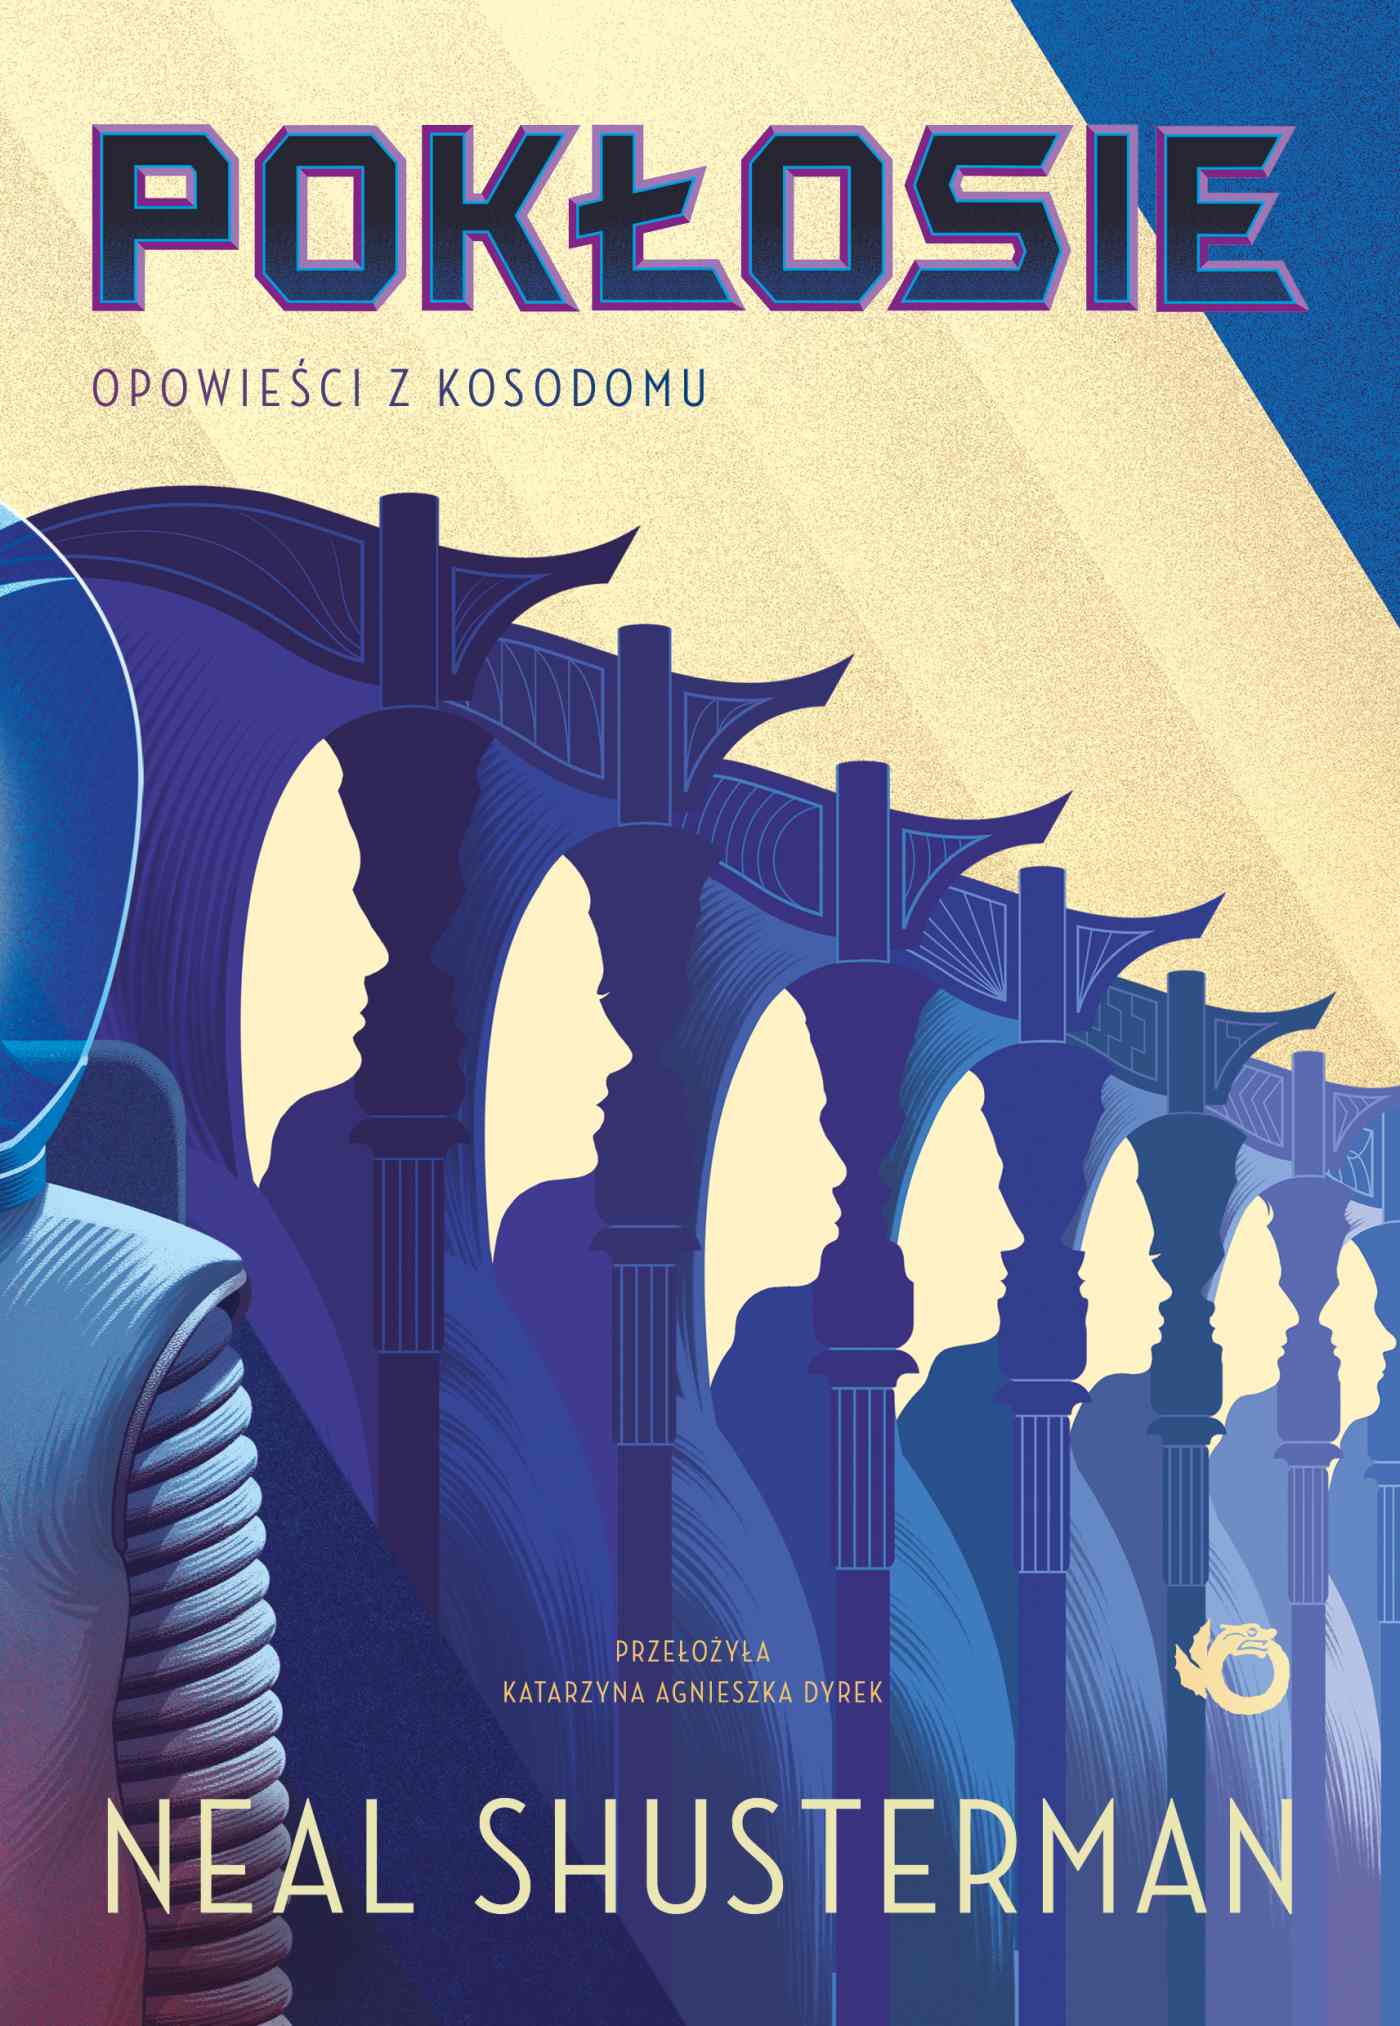 POKŁOSIE
OPOWIEŚCI Z KOSODOMU
PRZEŁOŻYŁA
KATARZYNA AGNIESZKA DYREK
NEAL SHUSTERMAN